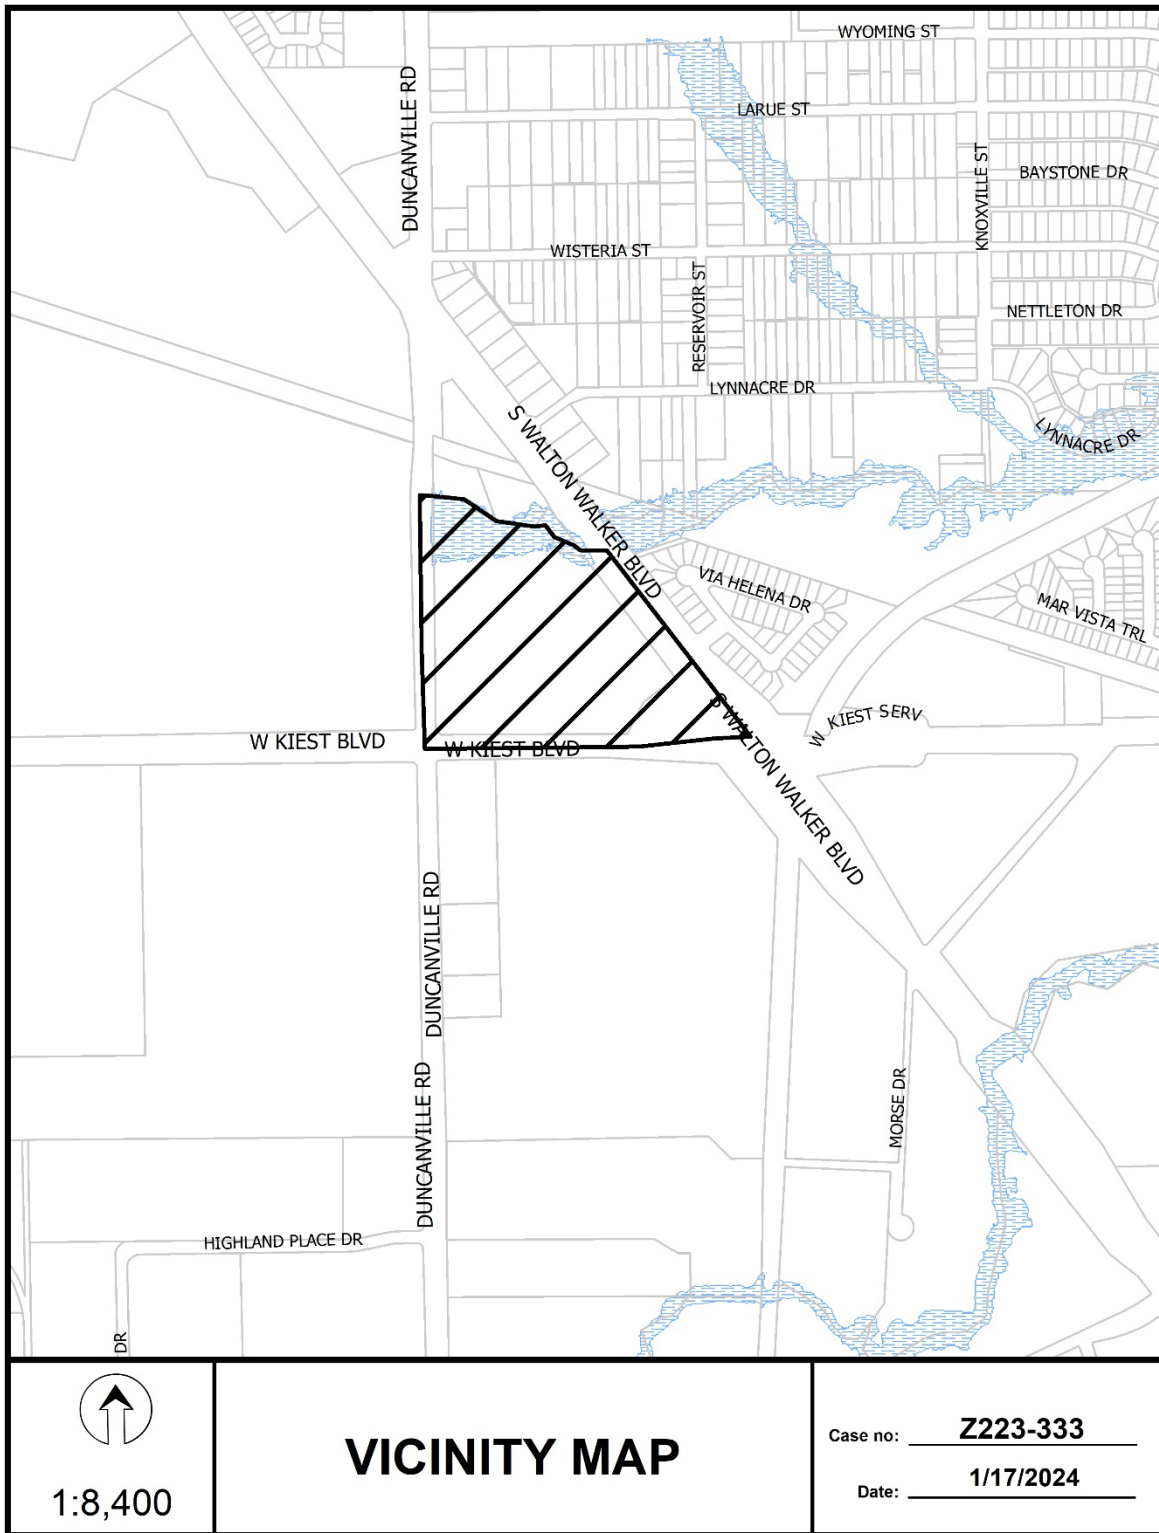 WYOMING ST
DUNCANVILLE RD
LARUE ST
KNOXVILLE ST
BAYSTONE DR
WISTERIA ST
RESERVOIR ST
NETTLETON DR
LYNNACRE DR
S WALTON WALKER BLVD
LYNNACRE DR
VIA HELENA DR
MAR VISTA TRL
S WALTON WALKER BLVD
W KIEST SERV
W KIEST BLVD
W KIEST BLVD
DUNCANVILLE RD
DUNCANVILLE RD
MORSE DR
HIGHLAND PLACE DR
DR
1:8,400
VICINITY MAP
Case no: Z223-333
Date: 1/17/2024